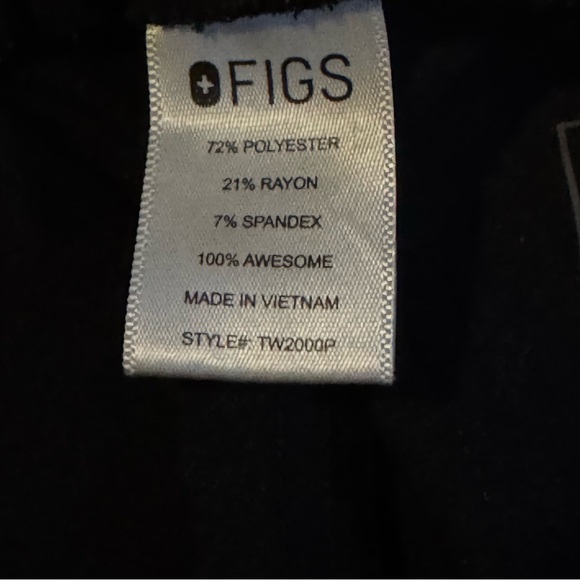 FIGS
72% POLYESTER
21% RAYON
7% SPANDEX
100% AWESOME
MADE IN VIETNAM
STYLE#: TW2000P